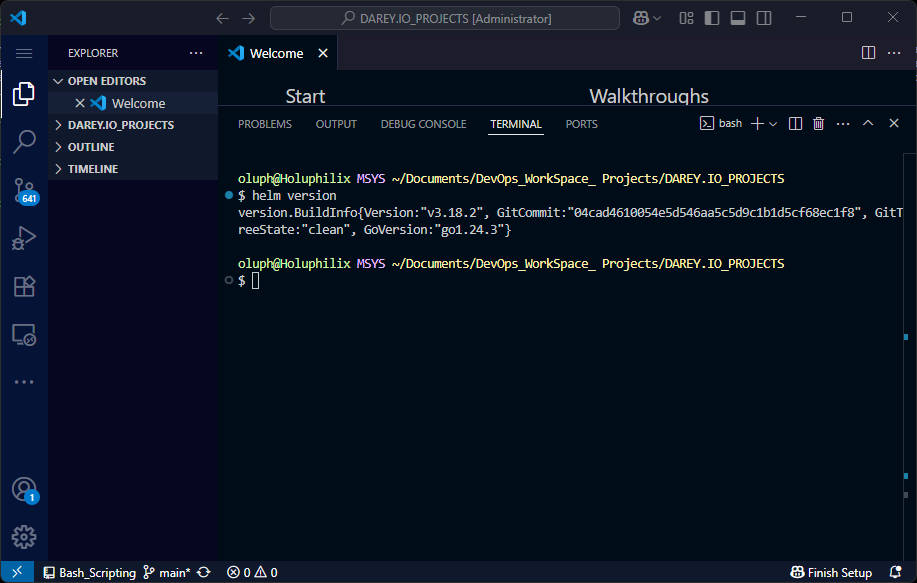 DAREY.IO_PROJECTS [Administrator]
EXPLORER
OPEN EDITORS
Welcome
DAREY.IO_PROJECTS
OUTLINE
TIMELINE
641
1
Welcome
Start
Walkthroughs
PROBLEMS OUTPUT DEBUG CONSOLE TERMINAL PORTS
bash
oluph@Holuphilix MSYS ~/Documents/DevOps_WorkSpace_ Projects/DAREY.IO_PROJECTS
$ helm version
version.BuildInfo{Version:"v3.18.2", GitCommit:"04cad4610054e5d546aa5c5d9c1b1d5cf68ec1f8", GitT
reeState:"clean", GoVersion:"go1.24.3"}
oluph@Holuphilix MSYS ~/Documents/DevOps_WorkSpace_ Projects/DAREY.IO_PROJECTS
$
Bash_Scripting main* 0 0 Finish Setup